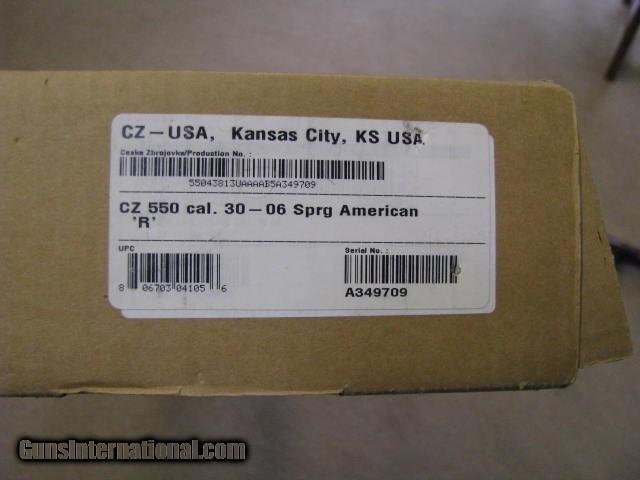 CZ-USA, Kansas City, KS USA
Ceska Zbrojovka/Production No. :
55043813UAAAAB5A349709
CZ 550 cal. 30-06 Sprg American
'R'
UPC
8 06703 04105 6
Serial No. :
A349709
GunsInternational.com